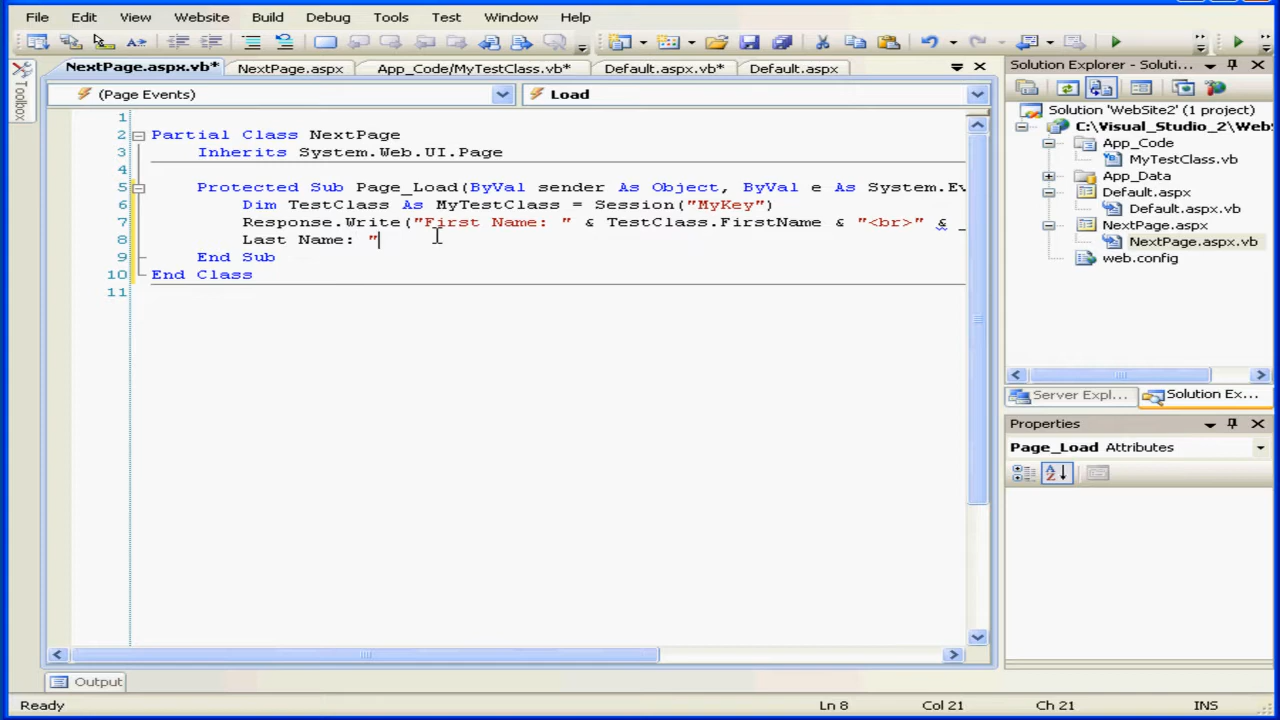 File Edit View Website Build Debug Tools Test Window Help
NextPage.aspx.vb* NextPage.aspx App_Code/MyTestClass.vb* Default.aspx.vb* Default.aspx
Toolbox
(Page Events) Load
1
2 Partial Class NextPage
3 Inherits System.Web.UI.Page
4
5 Protected Sub Page_Load(ByVal sender As Object, ByVal e As System.Ev
6 Dim TestClass As MyTestClass = Session("MyKey")
7 Response.Write("First Name: " & TestClass.FirstName & "<br>" & _
8 Last Name: "
9 End Sub
10 End Class
11
Solution Explorer - Soluti...
Solution 'WebSite2' (1 project)
C:\Visual_Studio_2\Web
App_Code
MyTestClass.vb
App_Data
Default.aspx
Default.aspx.vb
NextPage.aspx
NextPage.aspx.vb
web.config
Server Expl... Solution Ex...
Properties
Page_Load Attributes
Output
Ready Ln 8 Col 21 Ch 21 INS